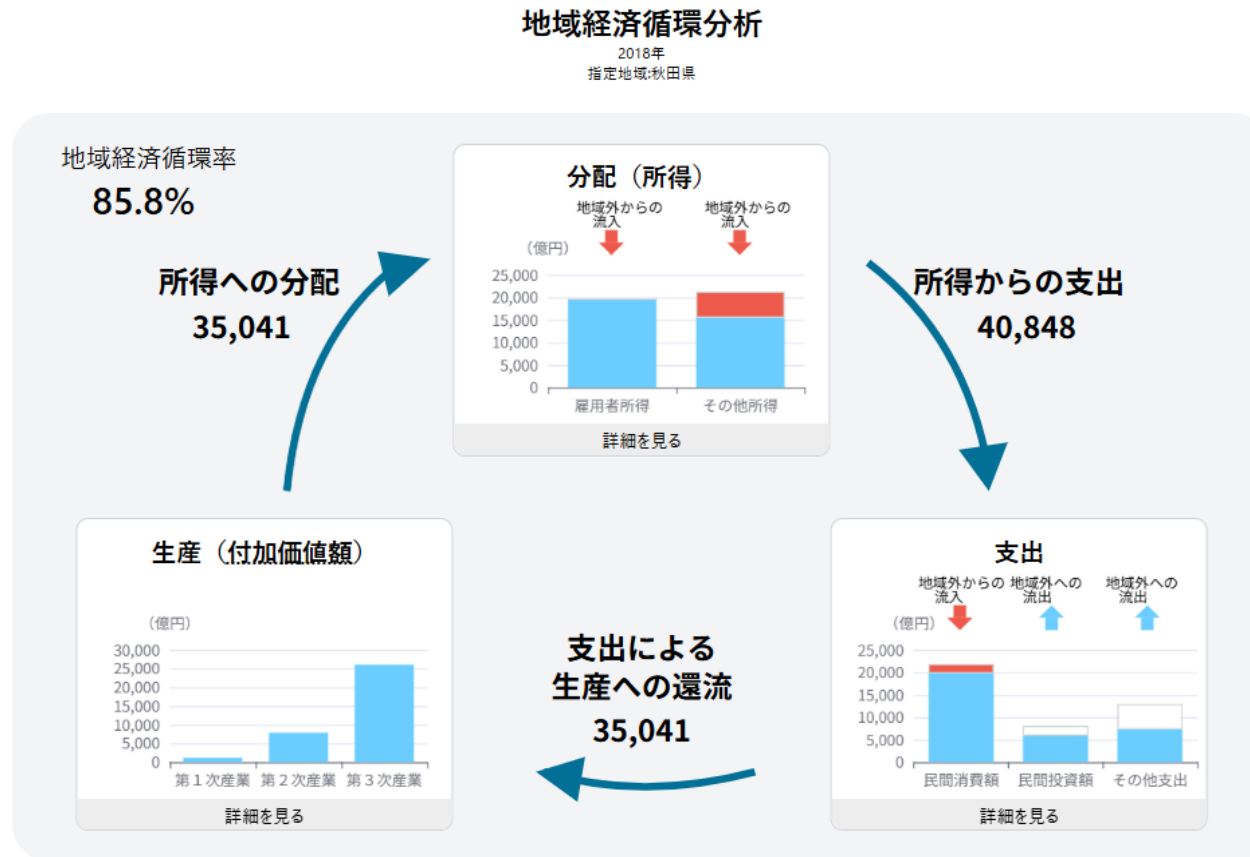 地域経済循環分析
2018年
指定地域:秋田県
地域経済循環率
85.8%
所得への分配
35,041
分配（所得）
地域外からの
流入
地域外からの
流入
（億円）
25,000
20,000
15,000
10,000
5,000
0
雇用者所得
その他所得
詳細を見る
所得からの支出
40,848
生産（付加価値額）
（億円）
30,000
25,000
20,000
15,000
10,000
5,000
0
第１次産業
第２次産業
第３次産業
詳細を見る
支出による
生産への還流
35,041
支出
地域外からの
流入
地域外への
流出
地域外への
流出
（億円）
25,000
20,000
15,000
10,000
5,000
0
民間消費額
民間投資額
その他支出
詳細を見る